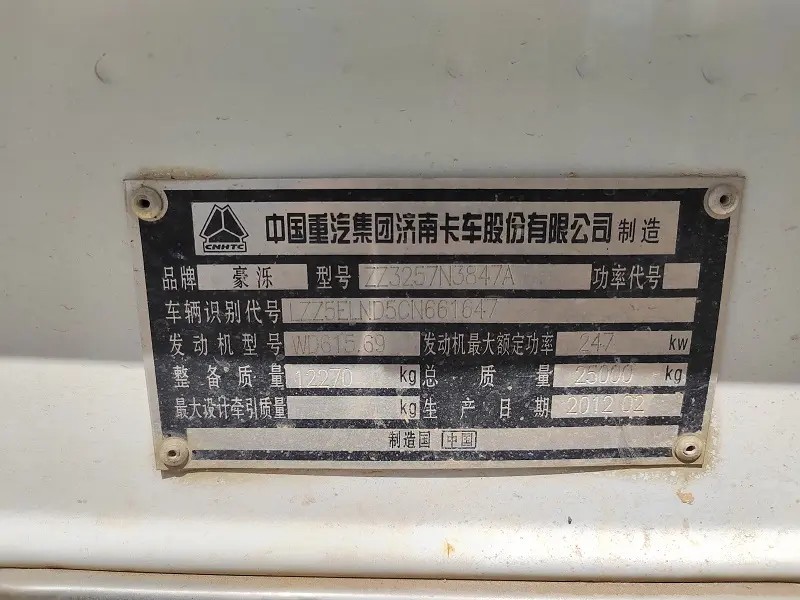 CNHTC 中国重汽集团济南卡车股份有限公司 制造
品牌 豪泺 型号 ZZ3257N3847A 功率代号
车辆识别代号 LZZ5ELND5CN661647
发动机型号 WD615.69 发动机最大额定功率 247 kw
整备质量 12270 kg 总质量 25000 kg
最大设计牵引质量 kg 生产日期 2012.02
制造国 中国